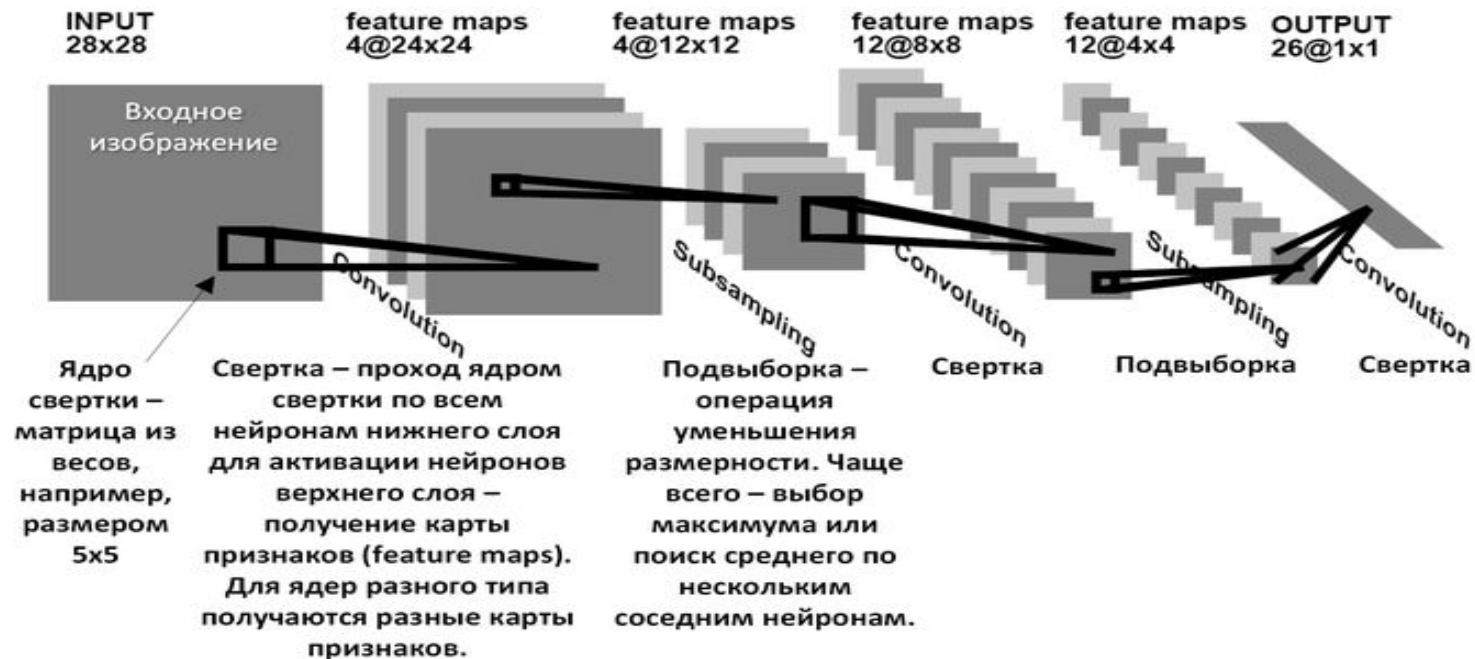 INPUT
28x28
feature maps
4@24x24
feature maps
4@12x12
feature maps
12@8x8
feature maps
12@4x4
OUTPUT
26@1x1
Входное
изображение
Convolution
Subsampling
Convolution
Subsampling
Convolution
Ядро
свертки –
матрица из
весов,
например,
размером
5x5
Свертка – проход ядром
свертки по всем
нейронам нижнего слоя
для активации нейронов
верхнего слоя –
получение карты
признаков (feature maps).
Для ядер разного типа
получаются разные карты
признаков.
Подвыборка –
операция
уменьшения
размерности. Чаще
всего – выбор
максимума или
поиск среднего по
нескольким
соседним нейронам.
Свертка
Подвыборка
Свертка